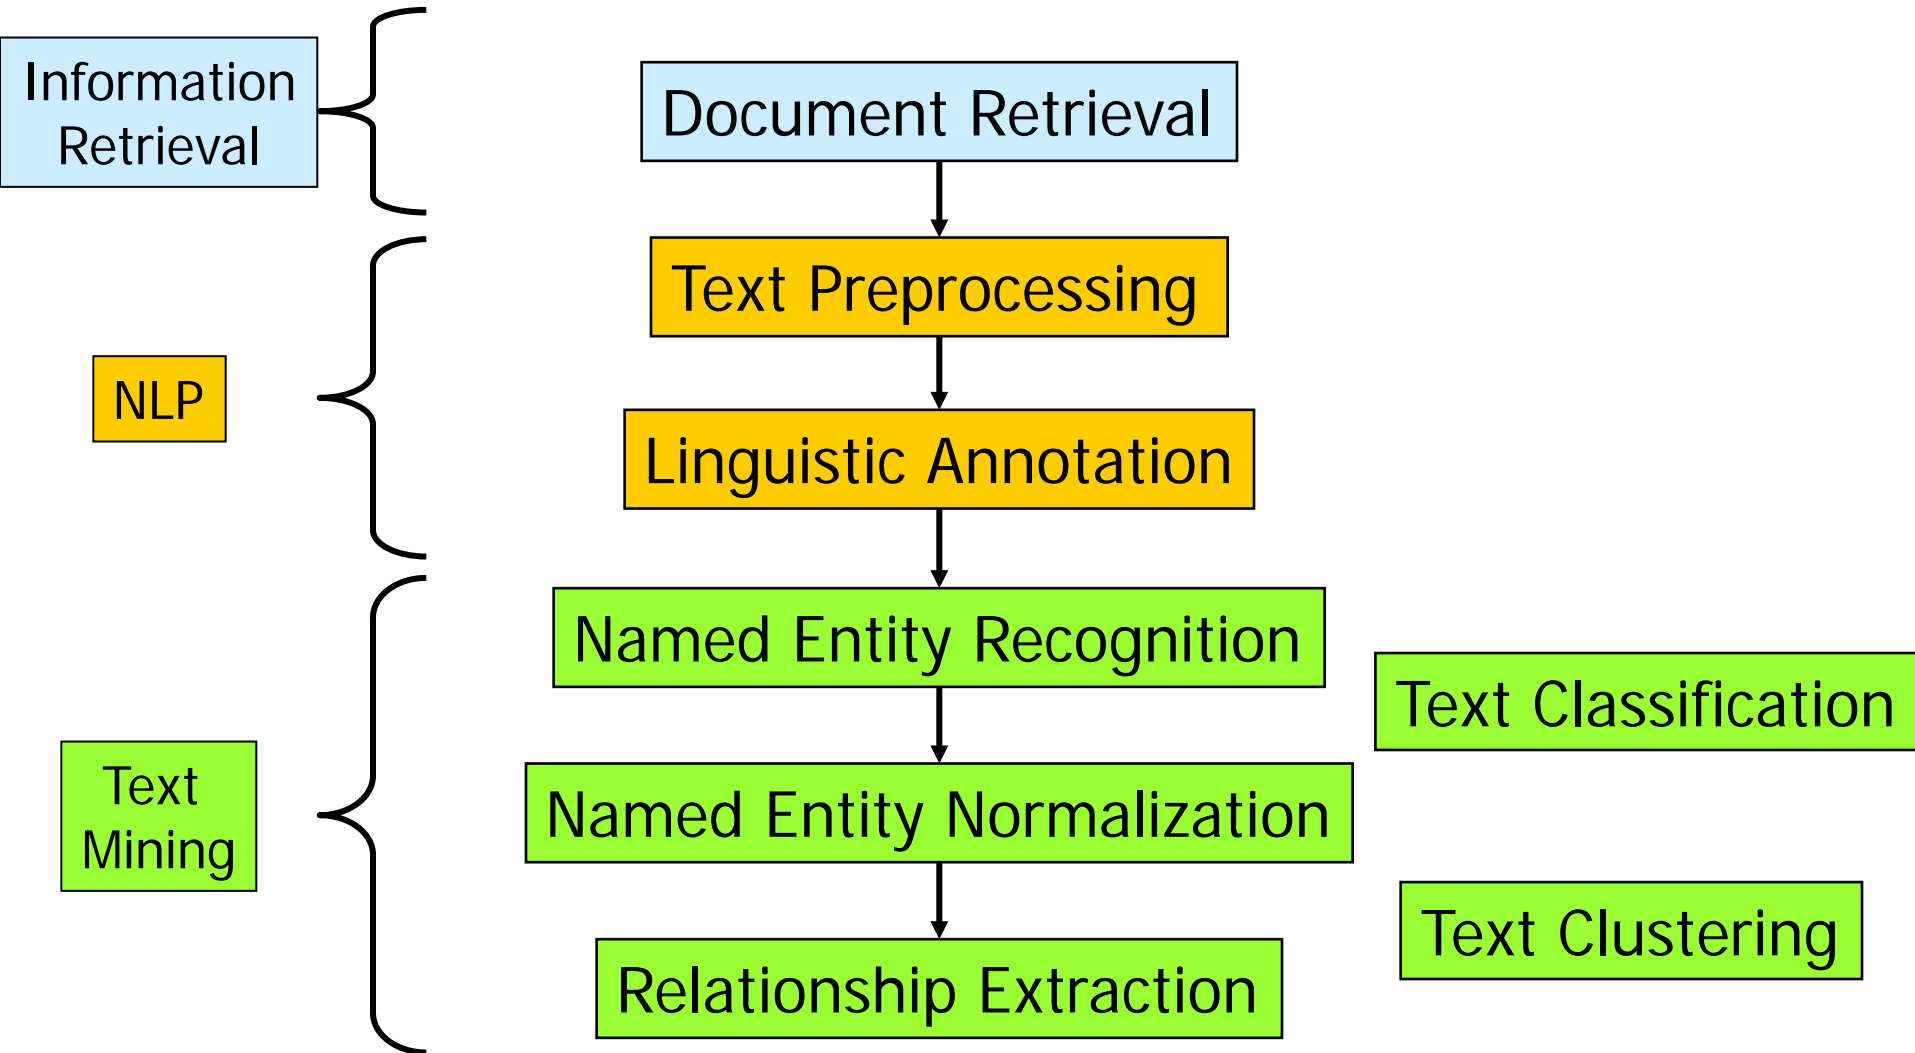 Information
Retrieval
Document Retrieval
Text Preprocessing
NLP
Linguistic Annotation
Named Entity Recognition
Text Classification
Text
Mining
Named Entity Normalization
Text Clustering
Relationship Extraction